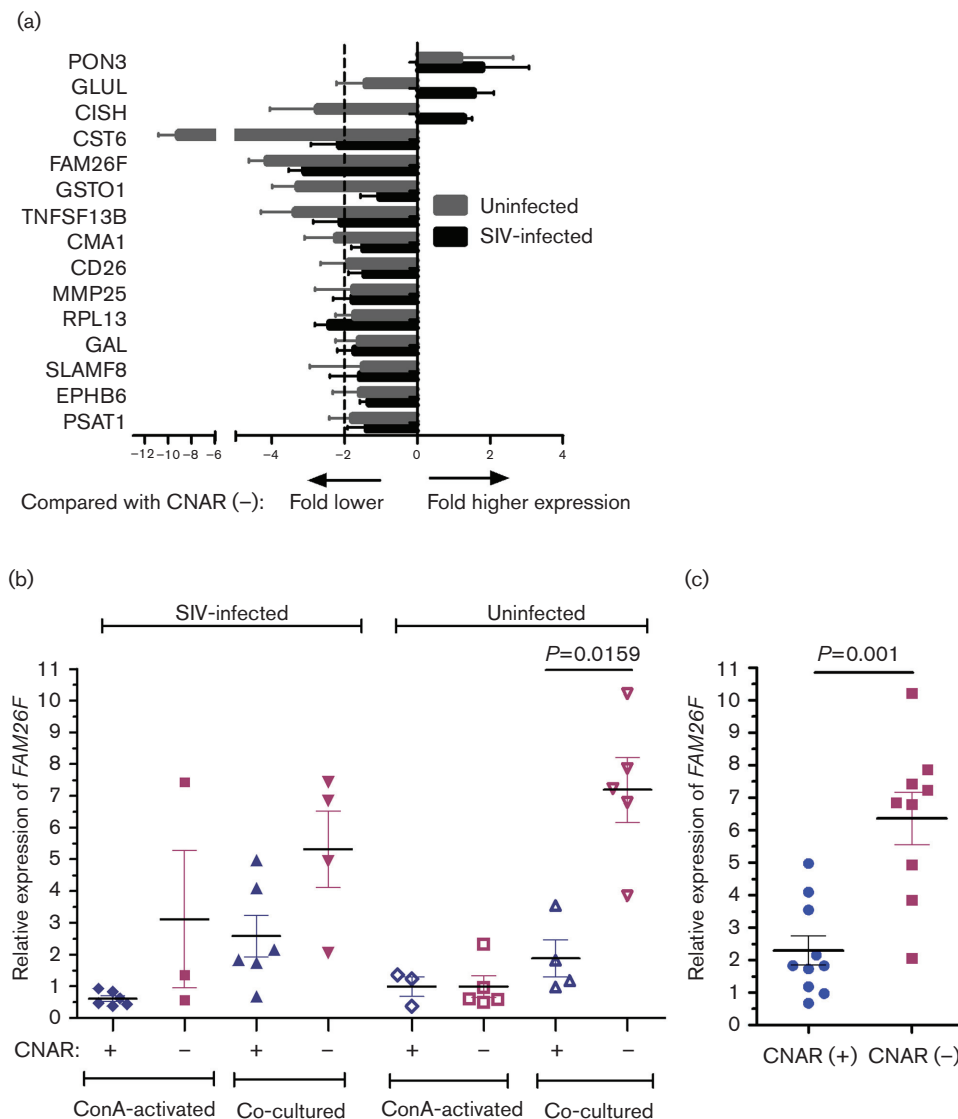 (a)
PON3
GLUL
CISH
CST6
FAM26F
GSTO1
TNFSF13B
CMA1
CD26
MMP25
RPL13
GAL
SLAMF8
EPHB6
PSAT1
Uninfected
SIV-infected
−12 −10 −8 −6 −4 −2 0 2 4
Compared with CNAR (−): Fold lower Fold higher expression
(b)
SIV-infected Uninfected
P=0.0159
Relative expression of FAM26F
11
10
9
8
7
6
5
4
3
2
1
0
CNAR: + − + − + − + −
ConA-activated Co-cultured ConA-activated Co-cultured
(c)
P=0.001
Relative expression of FAM26F
11
10
9
8
7
6
5
4
3
2
1
0
CNAR (+) CNAR (−)